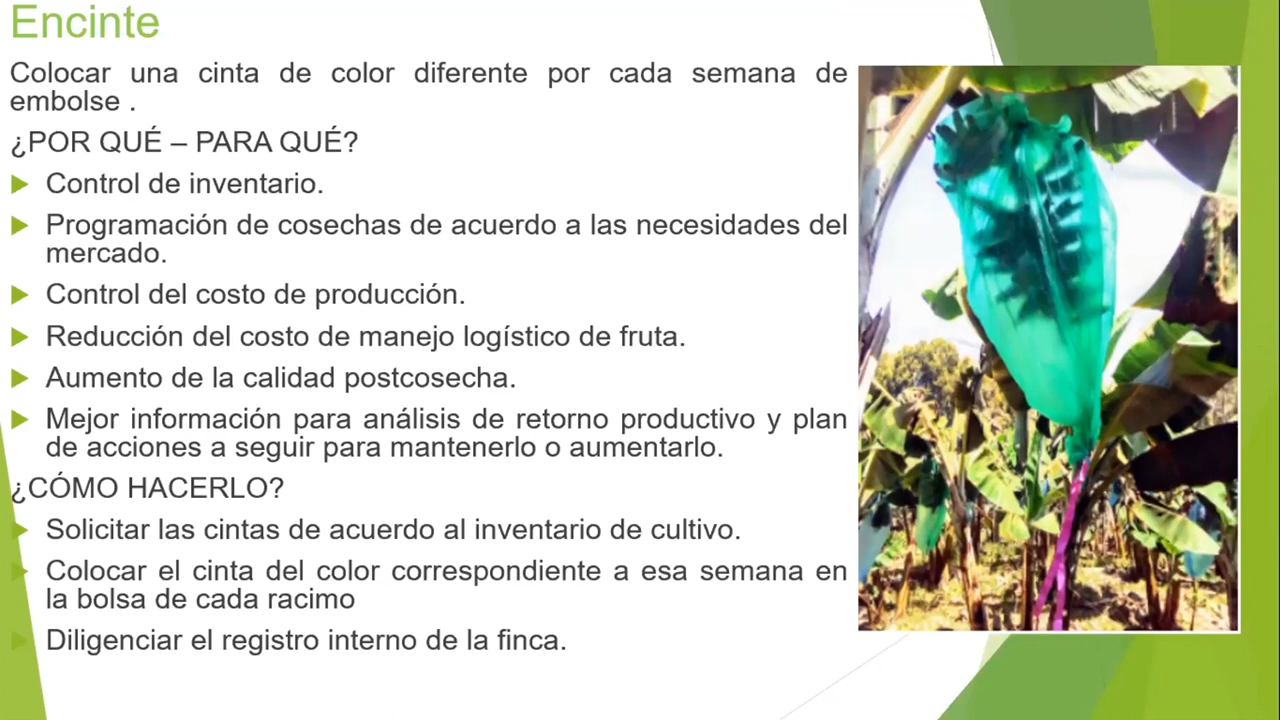 Encinte
Colocar una cinta de color diferente por cada semana de
embolse .
¿POR QUÉ – PARA QUÉ?
Control de inventario.
Programación de cosechas de acuerdo a las necesidades del
mercado.
Control del costo de producción.
Reducción del costo de manejo logístico de fruta.
Aumento de la calidad postcosecha.
Mejor información para análisis de retorno productivo y plan
de acciones a seguir para mantenerlo o aumentarlo.
¿CÓMO HACERLO?
Solicitar las cintas de acuerdo al inventario de cultivo.
Colocar el cinta del color correspondiente a esa semana en
la bolsa de cada racimo
Diligenciar el registro interno de la finca.